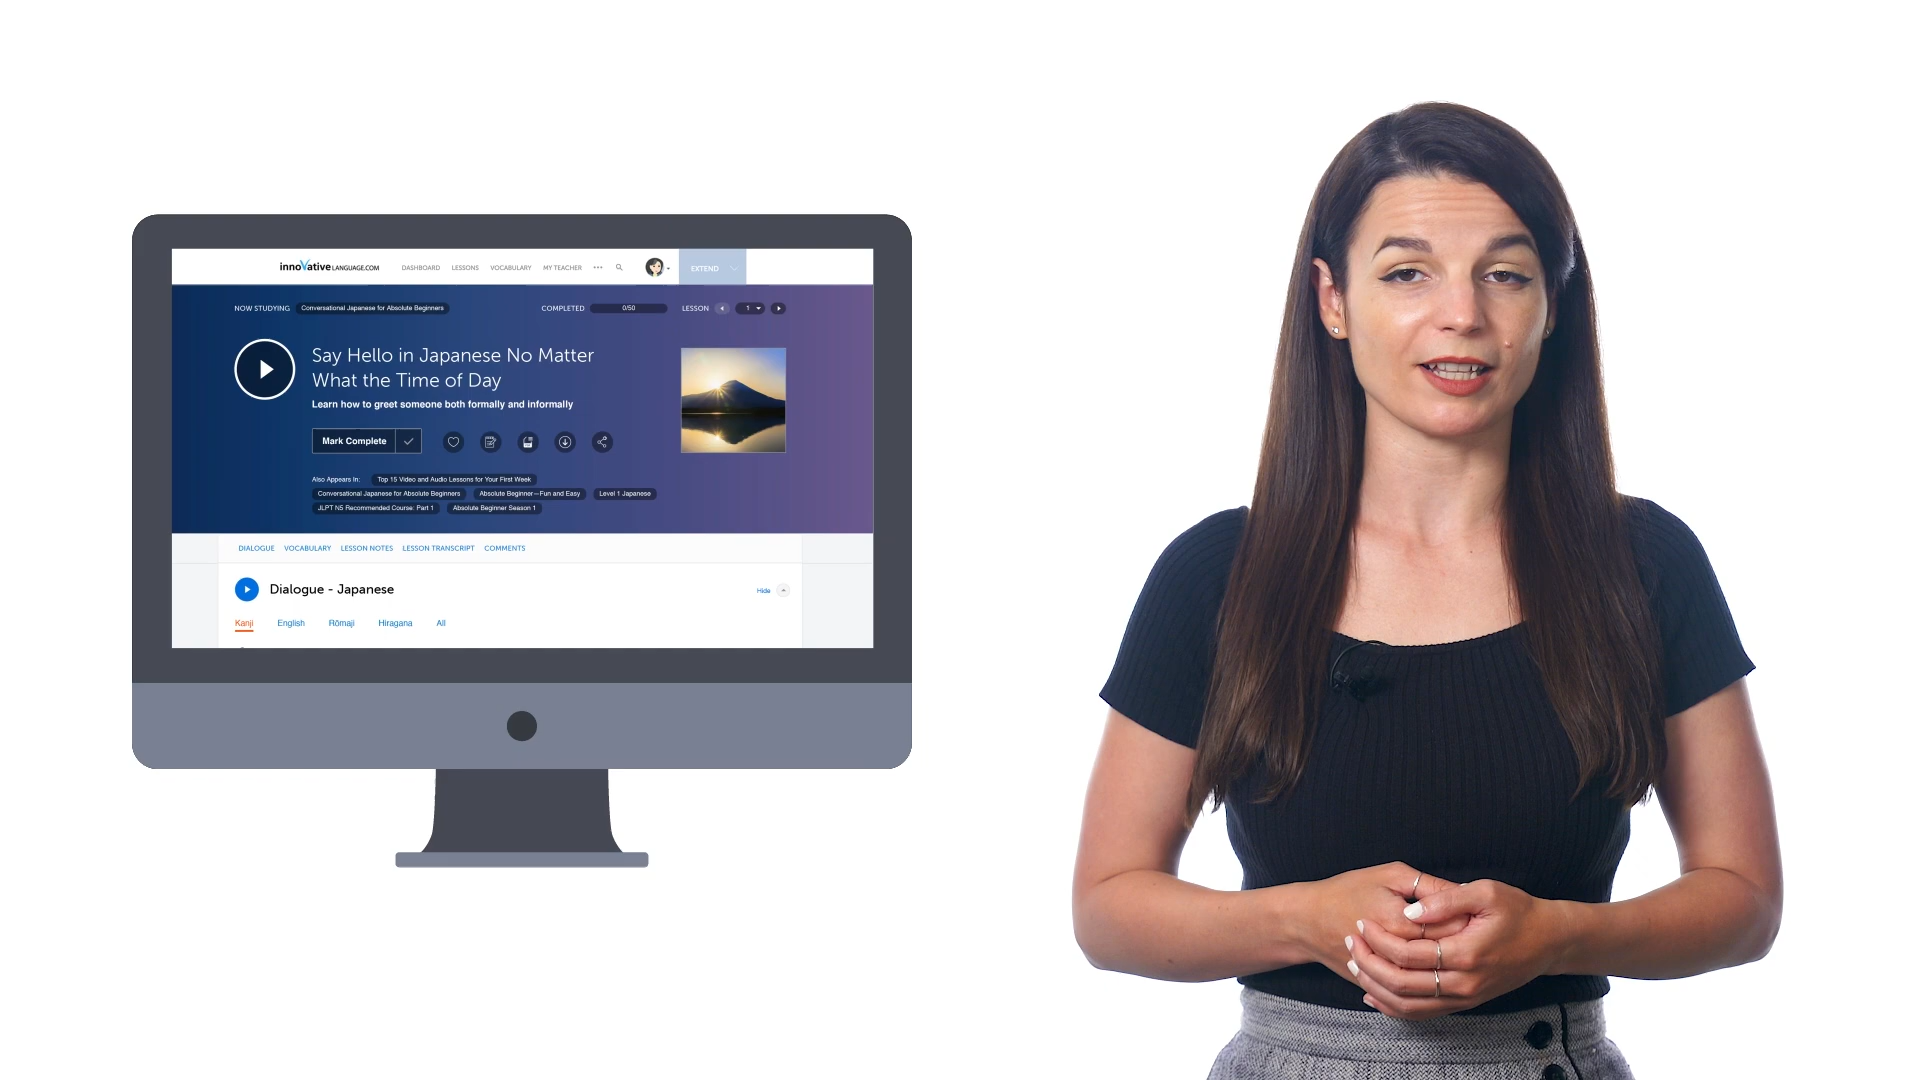 innoVative LANGUAGE.COM DASHBOARD LESSONS VOCABULARY MY TEACHER ••• EXTEND
NOW STUDYING Conversational Japanese for Absolute Beginners COMPLETED 0/50 LESSON 1
Say Hello in Japanese No Matter
What the Time of Day
Learn how to greet someone both formally and informally
Mark Complete
Also Appears In: Top 15 Video and Audio Lessons for Your First Week
Conversational Japanese for Absolute Beginners Absolute Beginner—Fun and Easy Level 1 Japanese
JLPT N5 Recommended Course: Part 1 Absolute Beginner Season 1
DIALOGUE VOCABULARY LESSON NOTES LESSON TRANSCRIPT COMMENTS
Dialogue - Japanese Hide
Kanji English Rōmaji Hiragana All